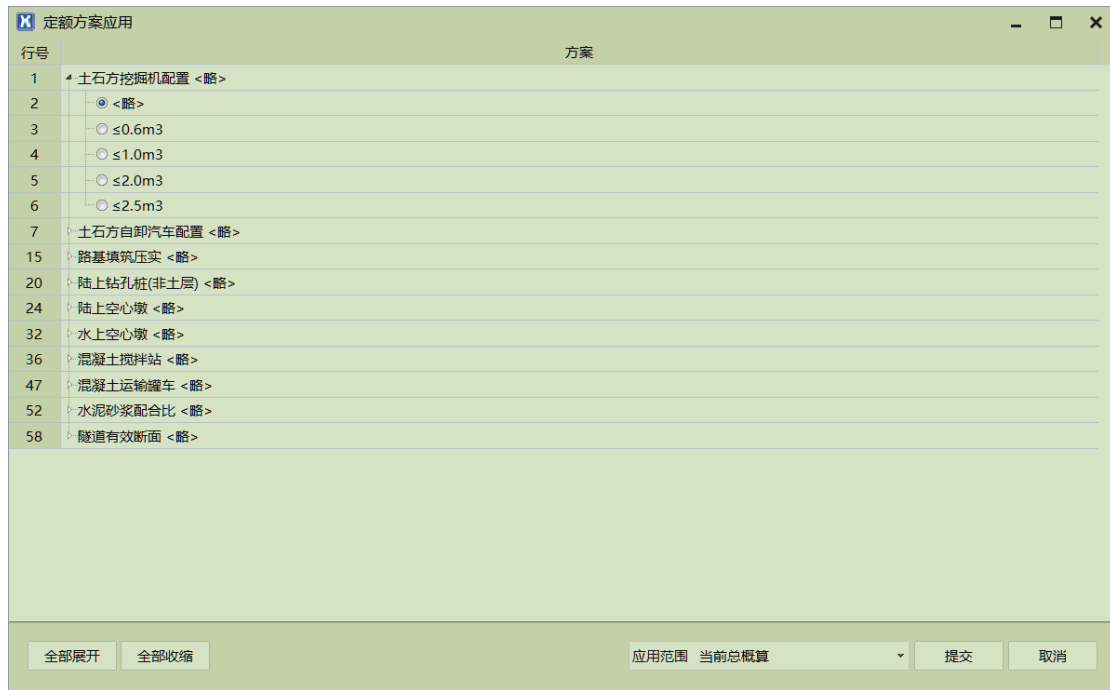 定额方案应用
行号 方案
1 土石方挖掘机配置 <略>
2 <略>
3 ≤0.6m3
4 ≤1.0m3
5 ≤2.0m3
6 ≤2.5m3
7 土石方自卸汽车配置 <略>
15 路基填筑压实 <略>
20 陆上钻孔桩(非土层) <略>
24 陆上空心墩 <略>
32 水上空心墩 <略>
36 混凝土搅拌站 <略>
47 混凝土运输罐车 <略>
52 水泥砂浆配合比 <略>
58 隧道有效断面 <略>
全部展开 全部收缩 应用范围 当前总概算 提交 取消